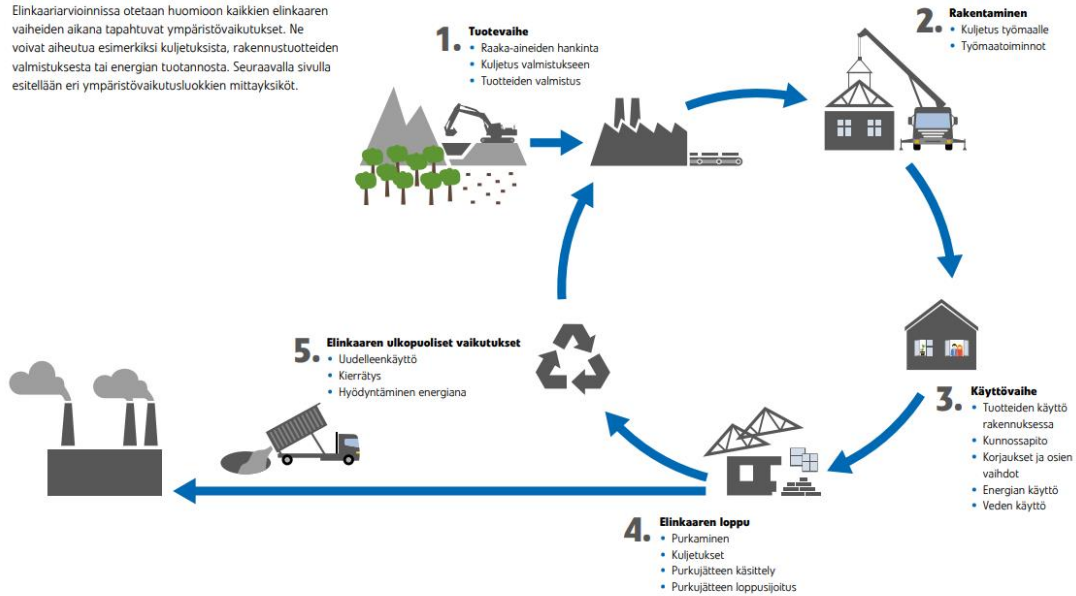 Elinkaariarvioinnissa otetaan huomioon kaikkien elinkaaren
vaiheiden aikana tapahtuvat ympäristövaikutukset. Ne
voivat aiheutua esimerkiksi kuljetuksista, rakennustuotteiden
valmistuksesta tai energian tuotannosta. Seuraavalla sivulla
esitellään eri ympäristövaikutusluokkien mittayksiköt.
1. Tuotevaihe
• Raaka-aineiden hankinta
• Kuljetus valmistukseen
• Tuotteiden valmistus
2. Rakentaminen
• Kuljetus työmaalle
• Työmaatoiminnot
3. Käyttövaihe
• Tuotteiden käyttö
rakennuksessa
• Kunnossapito
• Korjaukset ja osien
vaihdot
• Energian käyttö
• Veden käyttö
4. Elinkaaren loppu
• Purkaminen
• Kuljetukset
• Purkujätteen käsittely
• Purkujätteen loppusijoitus
5. Elinkaaren ulkopuoliset vaikutukset
• Uudelleenkäyttö
• Kierrätys
• Hyödyntäminen energiana